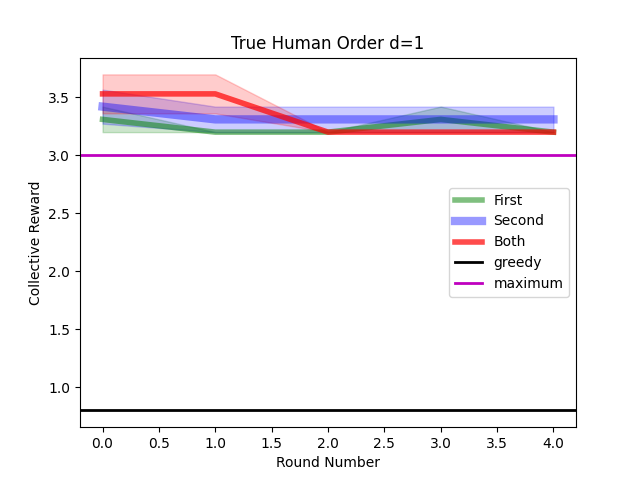 True Human Order d=1
Collective Reward
3.5
3.0
2.5
2.0
1.5
1.0
First
Second
Both
greedy
maximum
0.0 0.5 1.0 1.5 2.0 2.5 3.0 3.5 4.0
Round Number